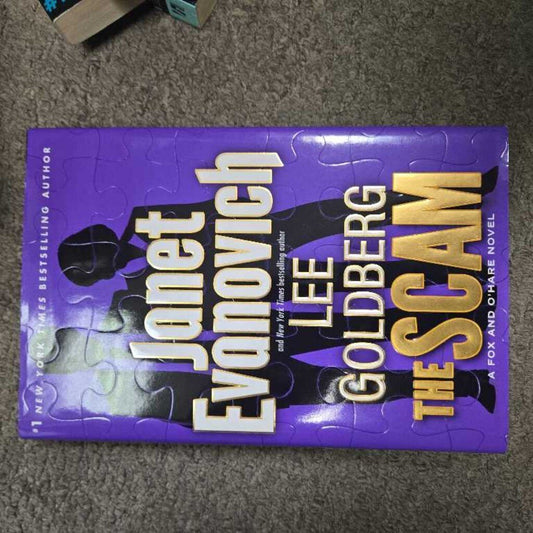 #1 NEW YORK TIMES BESTSELLING AUTHOR
Janet
Evanovich
and New York Times bestselling author
LEE
GOLDBERG
THE SCAM
A FOX AND O'HARE NOVEL